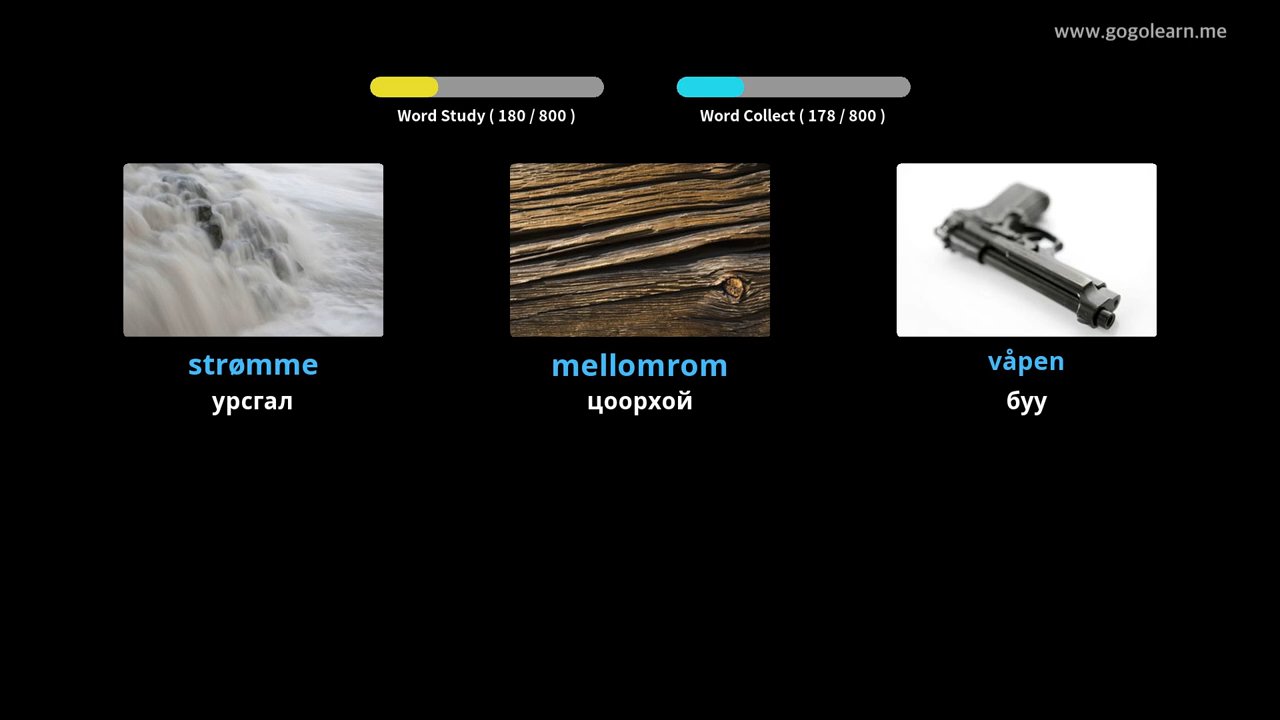 www.gogolearn.me
Word Study ( 180 / 800 )
Word Collect ( 178 / 800 )
strømme
урсгал
mellomrom
цоорхой
våpen
буу